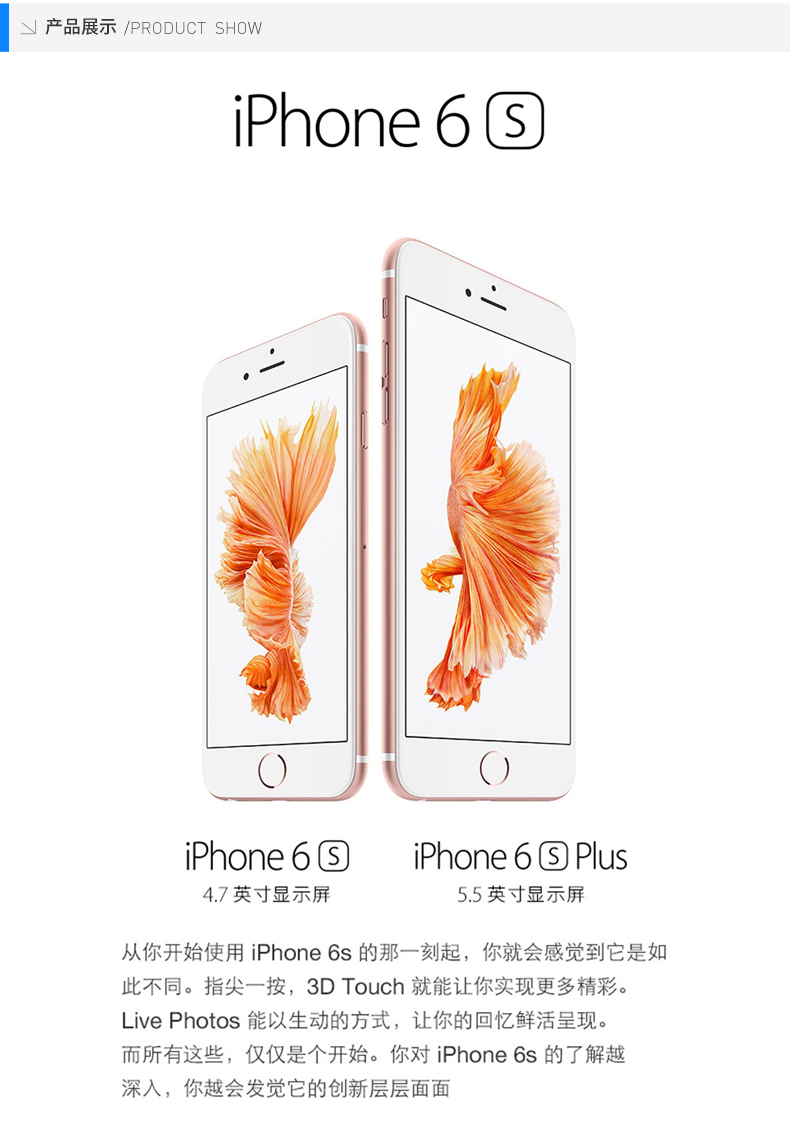 产品展示 /PRODUCT SHOW
iPhone 6 S
iPhone 6 S
4.7 英寸显示屏
iPhone 6 S Plus
5.5 英寸显示屏
从你开始使用 iPhone 6s 的那一刻起，你就会感觉到它是如
此不同。指尖一按，3D Touch 就能让你实现更多精彩。
Live Photos 能以生动的方式，让你的回忆鲜活呈现。
而所有这些，仅仅是个开始。你对 iPhone 6s 的了解越
深入，你越会发觉它的创新层层面面